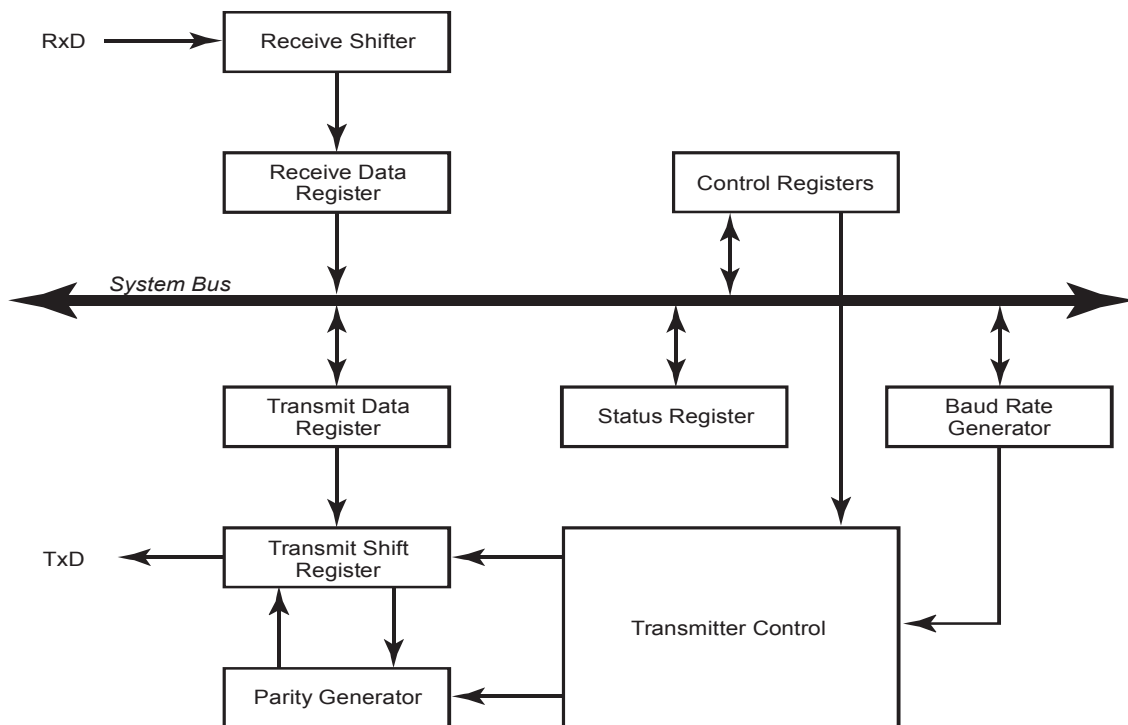 RxD
Receive Shifter
Receive Data
Register
Control Registers
System Bus
Transmit Data
Register
Status Register
Baud Rate
Generator
TxD
Transmit Shift
Register
Transmitter Control
Parity Generator